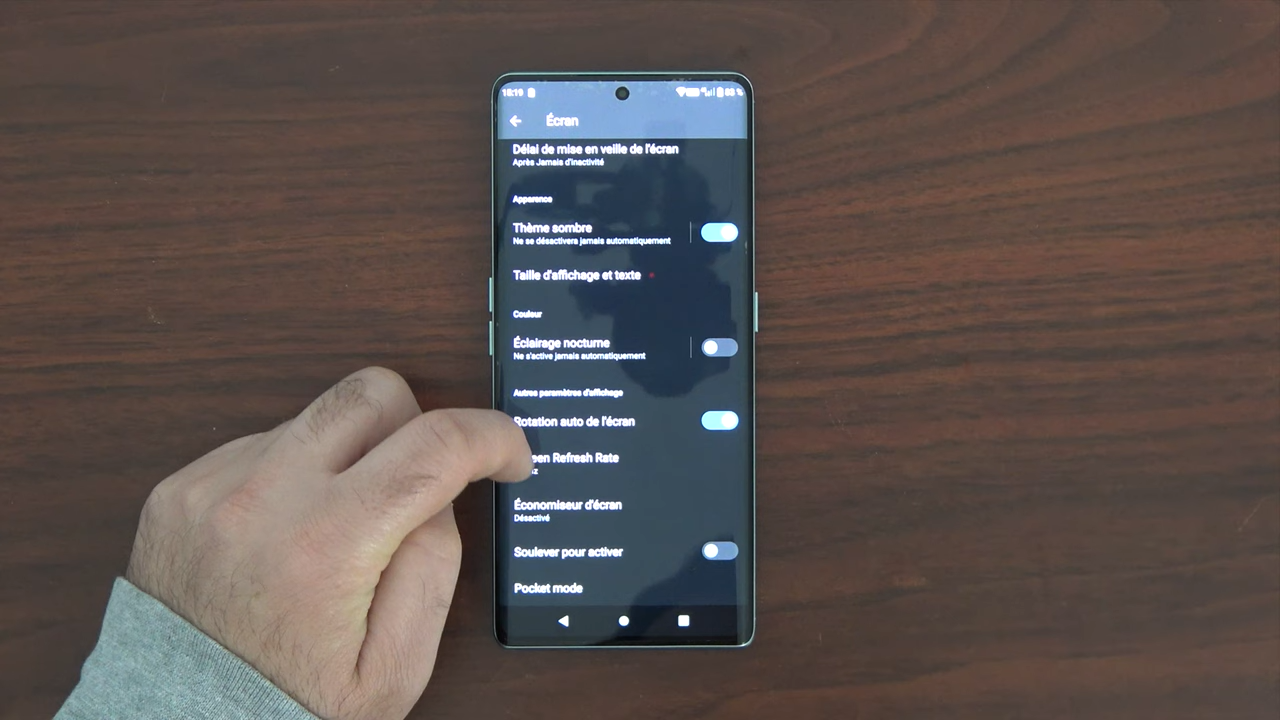 Écran
Délai de mise en veille de l'écran
Après Jamais d'inactivité
Apparence
Thème sombre
Ne se désactivera jamais automatiquement
Taille d'affichage et texte
Couleur
Éclairage nocturne
Ne s'active jamais automatiquement
Autres paramètres d'affichage
Rotation auto de l'écran
Refresh Rate
Économiseur d'écran
Désactivé
Soulever pour activer
Pocket mode